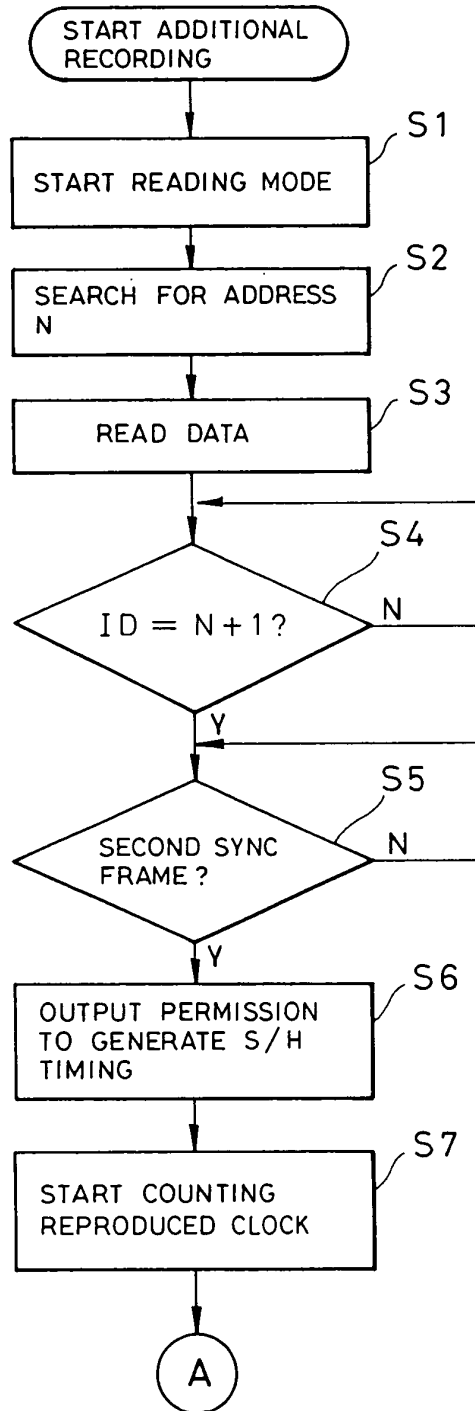 START ADDITIONAL
RECORDING
S1
START READING MODE
S2
SEARCH FOR ADDRESS
N
S3
READ DATA
S4
ID = N+1?
N
Y
S5
SECOND SYNC
FRAME?
N
Y
S6
OUTPUT PERMISSION
TO GENERATE S/H
TIMING
S7
START COUNTING
REPRODUCED CLOCK
A